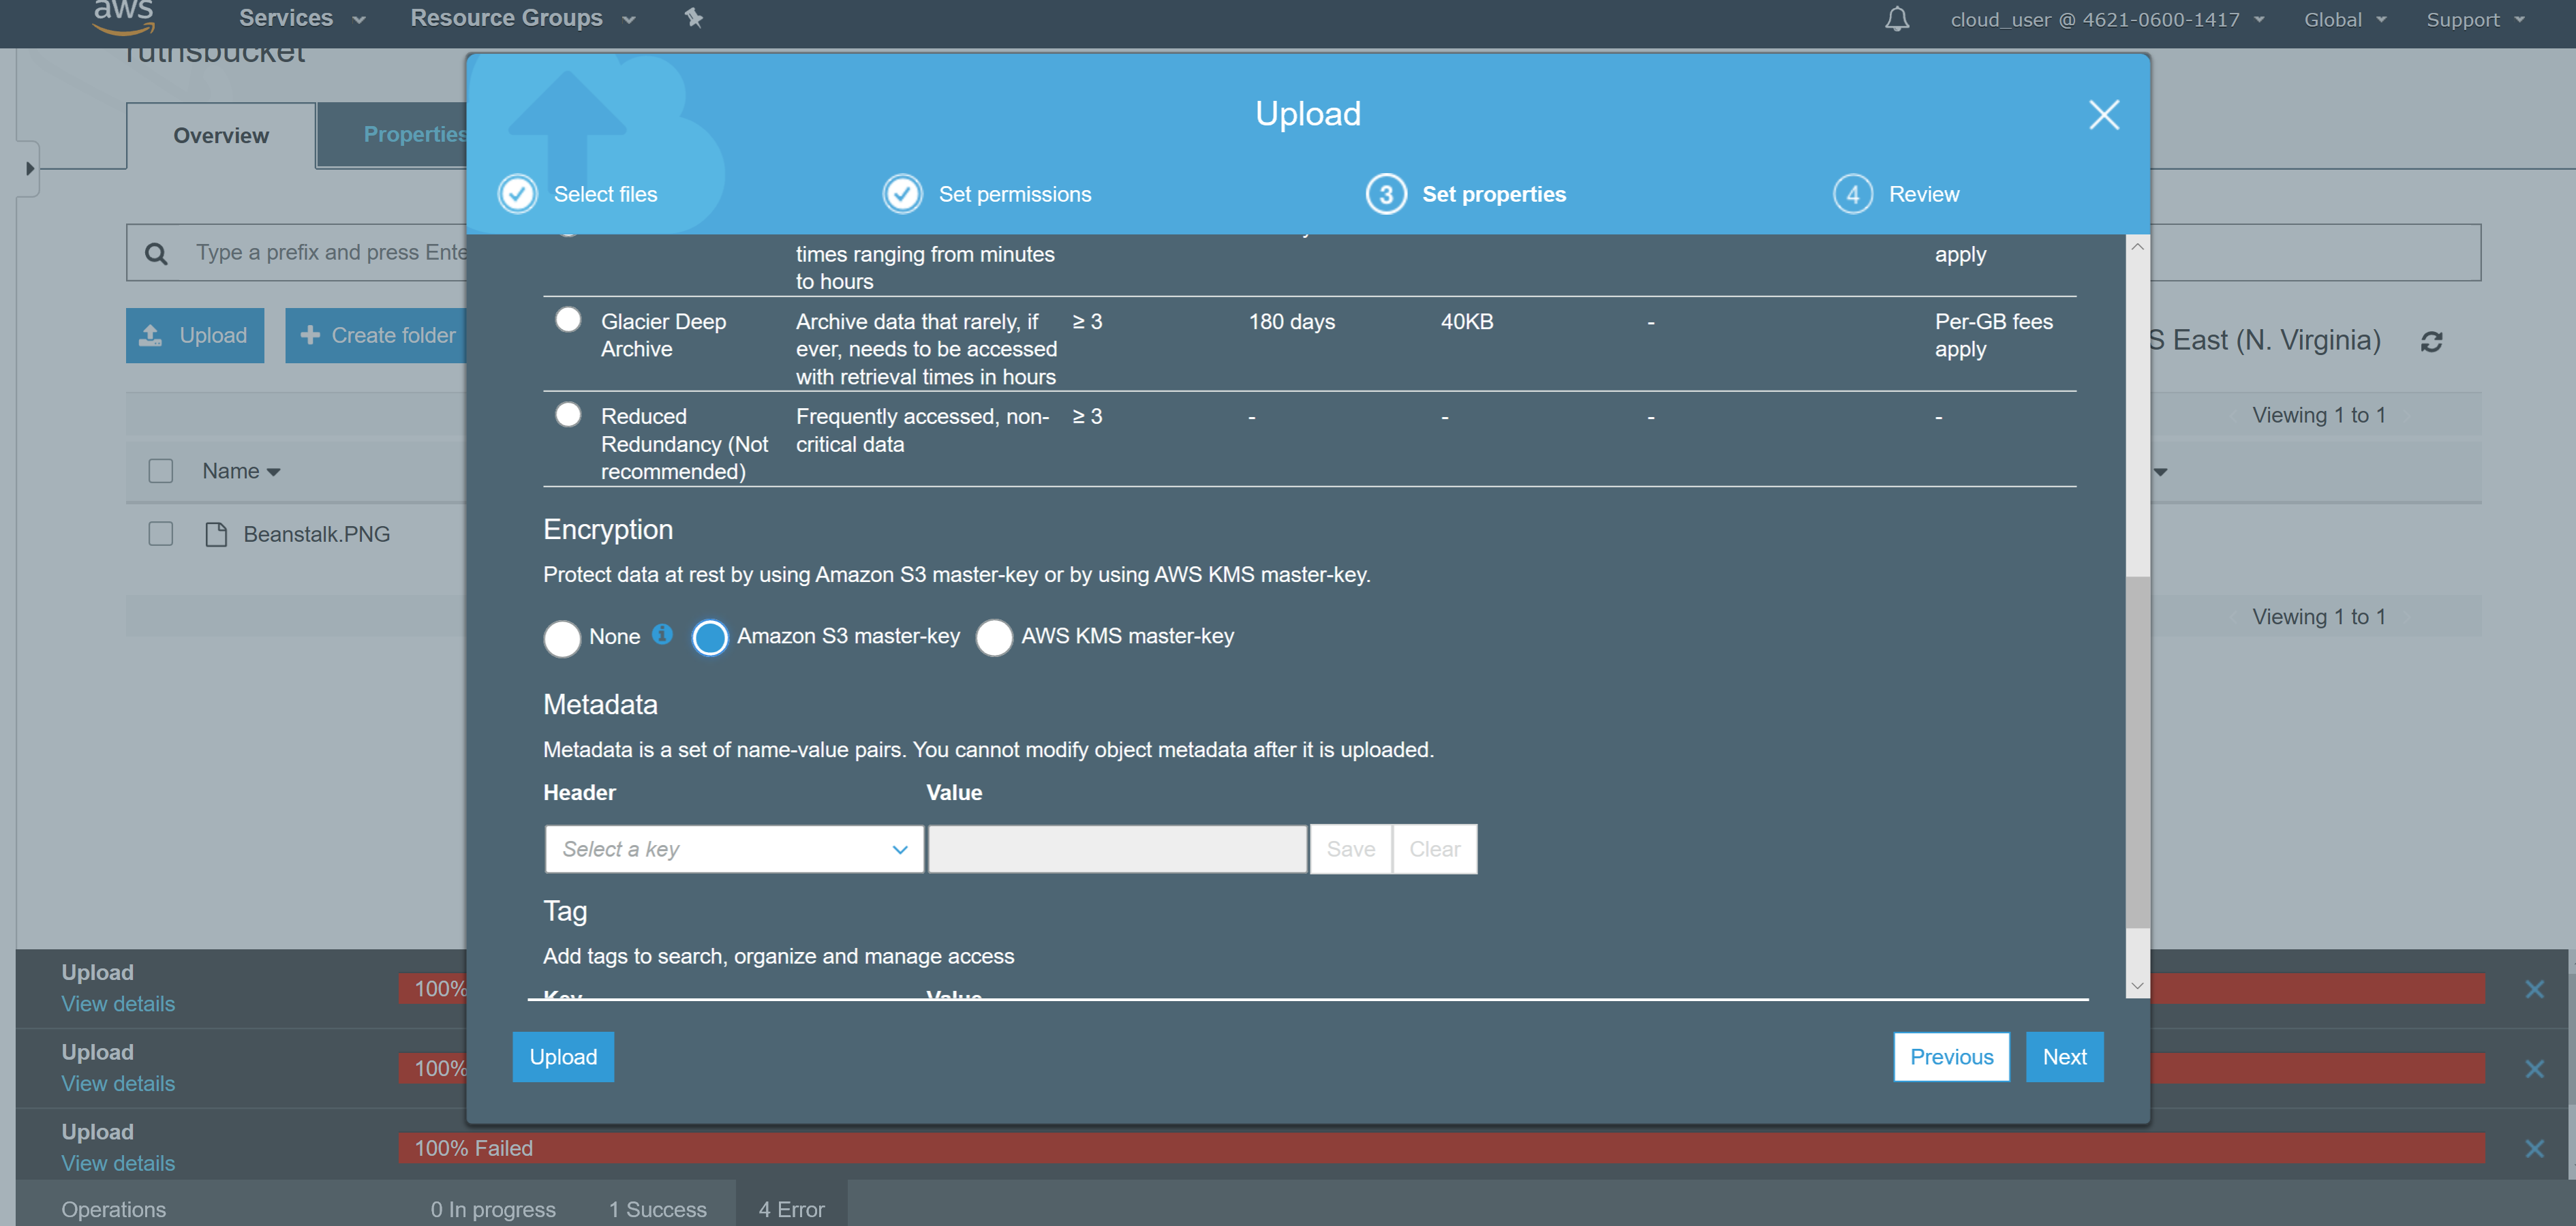 aws Services Resource Groups cloud_user @ 4621-0600-1417 Global Support
ruthsbucket
Overview Properties
Type a prefix and press Ente
Upload Create folder
S East (N. Virginia)
Viewing 1 to 1
Name
Beanstalk.PNG
Viewing 1 to 1
Upload
Select files Set permissions 3 Set properties 4 Review
times ranging from minutes apply
to hours
Glacier Deep Archive data that rarely, if ≥ 3 180 days 40KB - Per-GB fees
Archive ever, needs to be accessed apply
with retrieval times in hours
Reduced Frequently accessed, non- ≥ 3 - - - -
Redundancy (Not critical data
recommended)
Encryption
Protect data at rest by using Amazon S3 master-key or by using AWS KMS master-key.
None Amazon S3 master-key AWS KMS master-key
Metadata
Metadata is a set of name-value pairs. You cannot modify object metadata after it is uploaded.
Header Value
Select a key Save Clear
Tag
Add tags to search, organize and manage access
Key Value
Upload Previous Next
Upload
View details 100%
Upload
View details 100%
Upload
View details 100% Failed
Operations 0 In progress 1 Success 4 Error